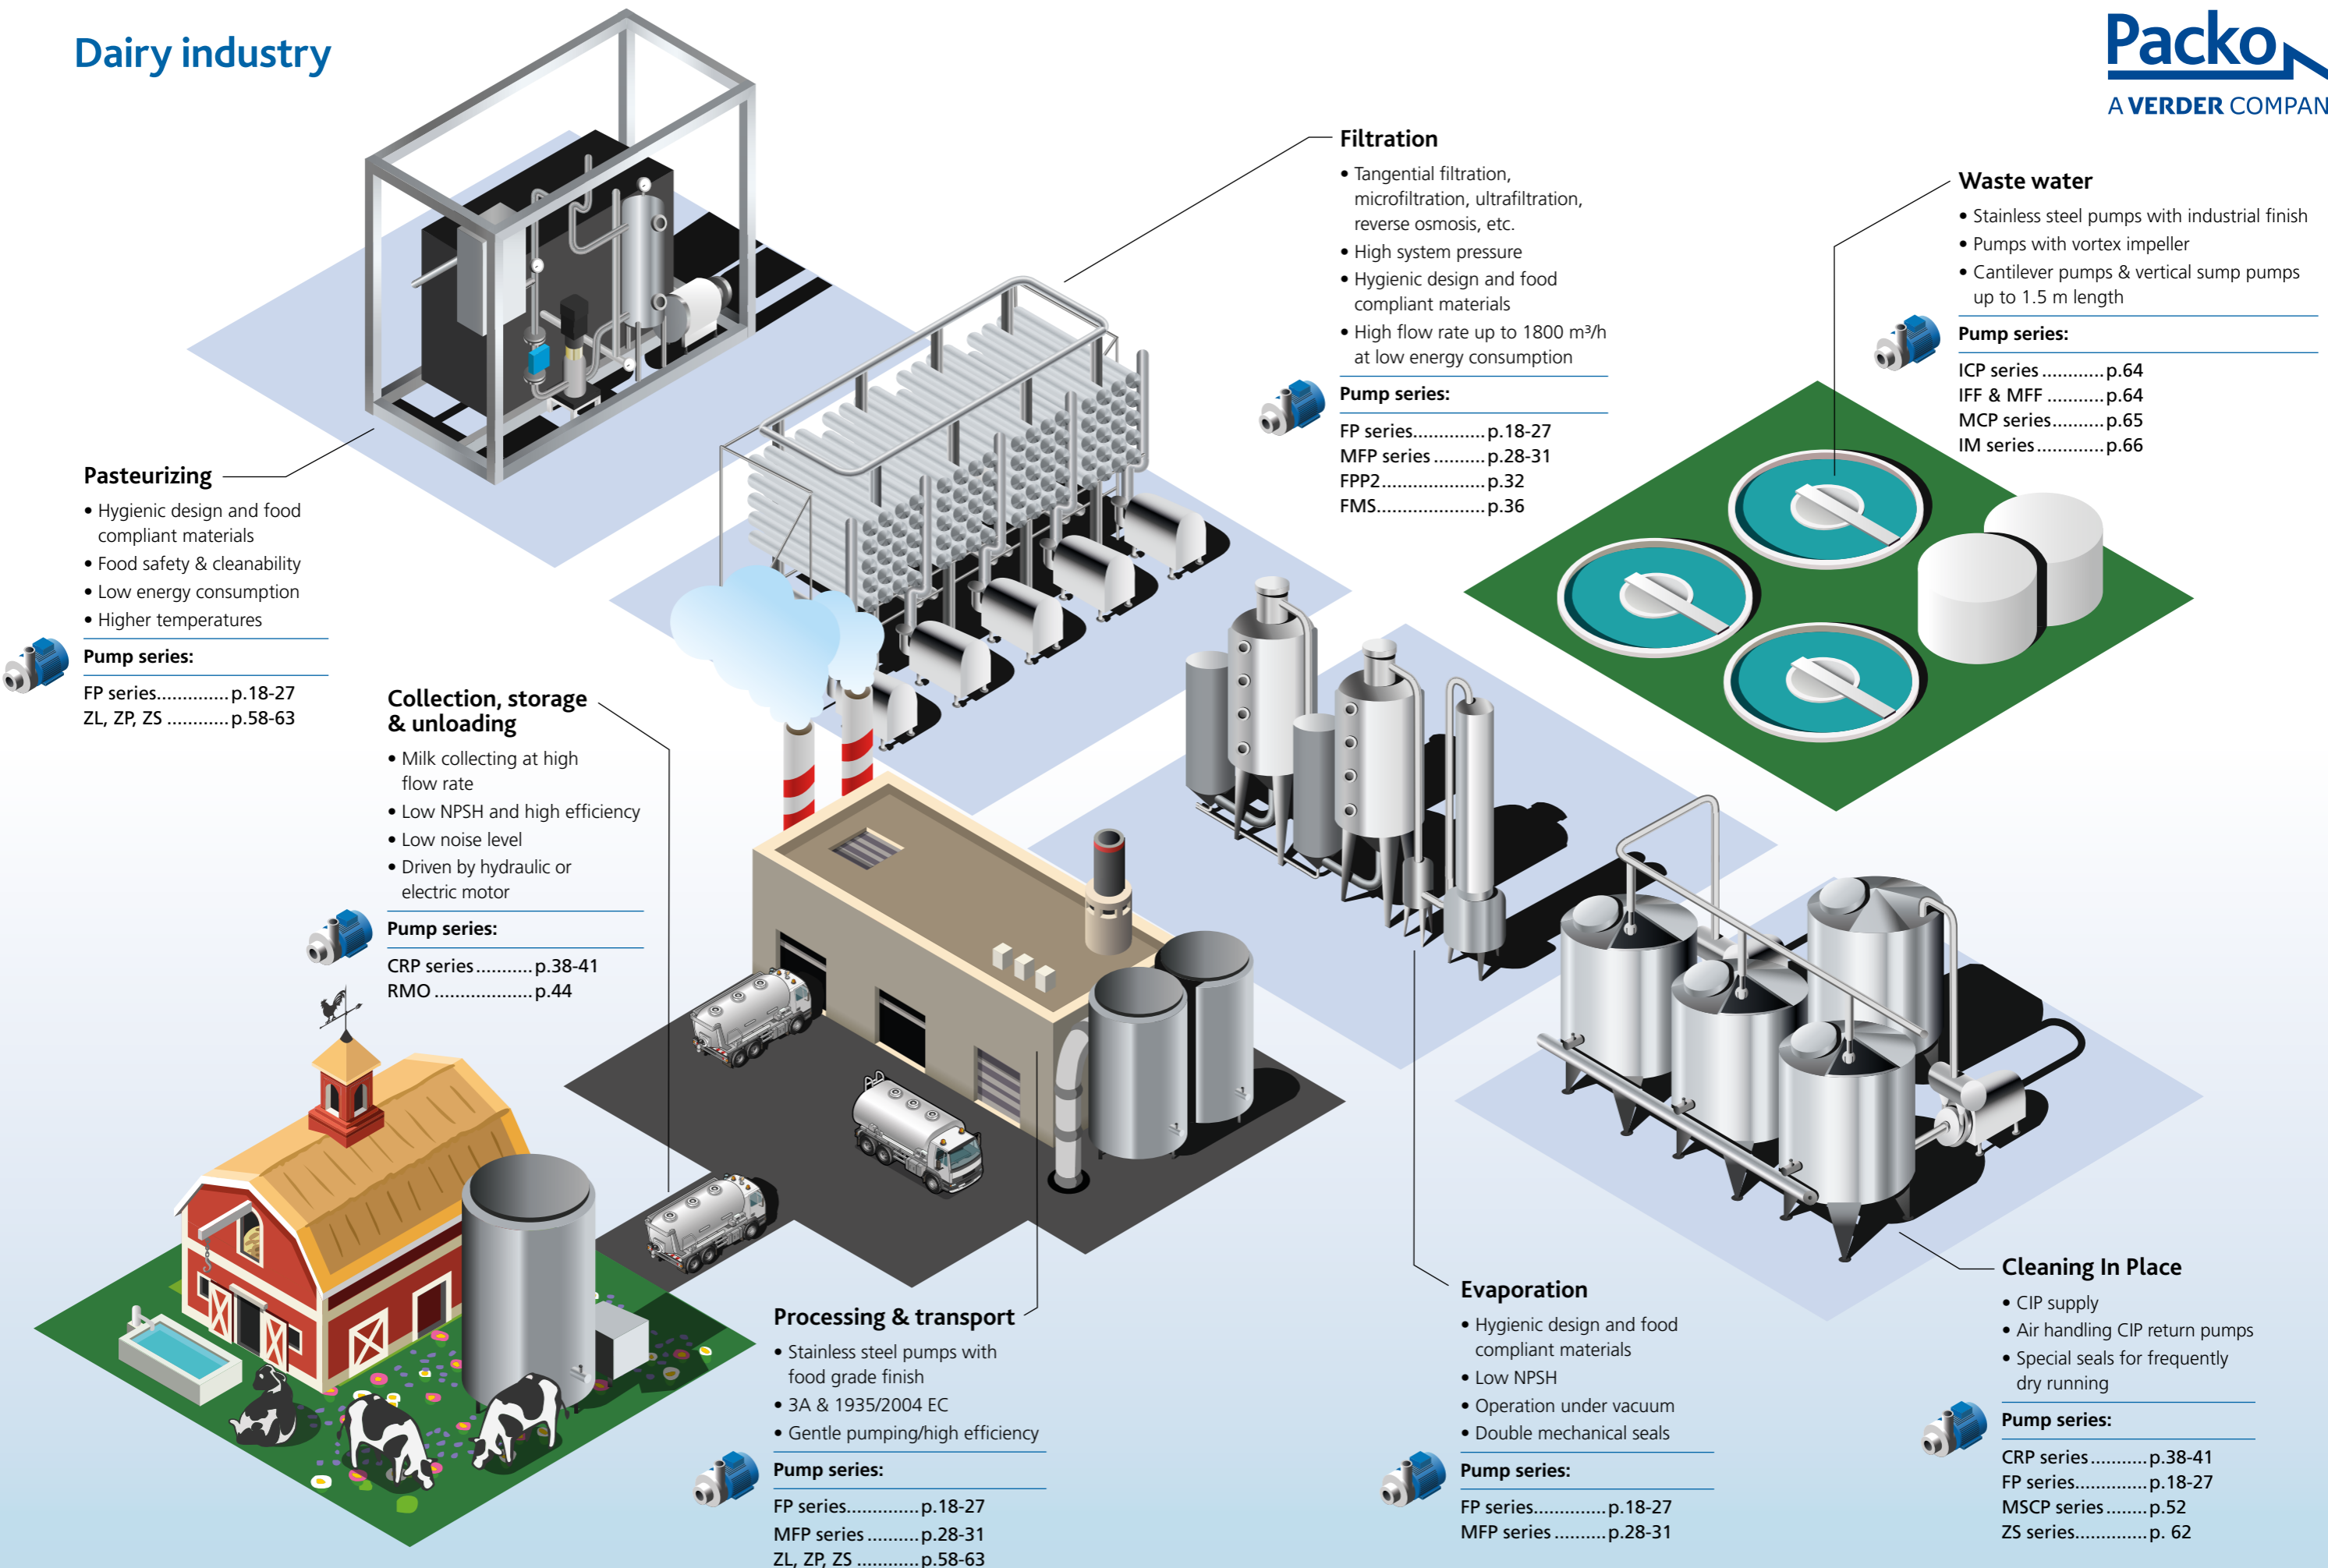 Dairy industry
Packo
A VERDER COMPAN
Filtration
• Tangential filtration,
microfiltration, ultrafiltration,
reverse osmosis, etc.
• High system pressure
• Hygienic design and food
compliant materials
• High flow rate up to 1800 m³/h
at low energy consumption
Pump series:
FP series..............p.18-27
MFP series..........p.28-31
FPP2.....................p.32
FMS......................p.36
Waste water
• Stainless steel pumps with industrial finish
• Pumps with vortex impeller
• Cantilever pumps & vertical sump pumps
up to 1.5 m length
Pump series:
ICP series............p.64
IFF & MFF...........p.64
MCP series..........p.65
IM series.............p.66
Pasteurizing
• Hygienic design and food
compliant materials
• Food safety & cleanability
• Low energy consumption
• Higher temperatures
Pump series:
FP series..............p.18-27
ZL, ZP, ZS............p.58-63
Collection, storage
& unloading
• Milk collecting at high
flow rate
• Low NPSH and high efficiency
• Low noise level
• Driven by hydraulic or
electric motor
Pump series:
CRP series...........p.38-41
RMO...................p.44
Processing & transport
• Stainless steel pumps with
food grade finish
• 3A & 1935/2004 EC
• Gentle pumping/high efficiency
Pump series:
FP series..............p.18-27
MFP series..........p.28-31
ZL, ZP, ZS............p.58-63
Evaporation
• Hygienic design and food
compliant materials
• Low NPSH
• Operation under vacuum
• Double mechanical seals
Pump series:
FP series..............p.18-27
MFP series..........p.28-31
Cleaning In Place
• CIP supply
• Air handling CIP return pumps
• Special seals for frequently
dry running
Pump series:
CRP series...........p.38-41
FP series..............p.18-27
MSCP series........p.52
ZS series..............p. 62